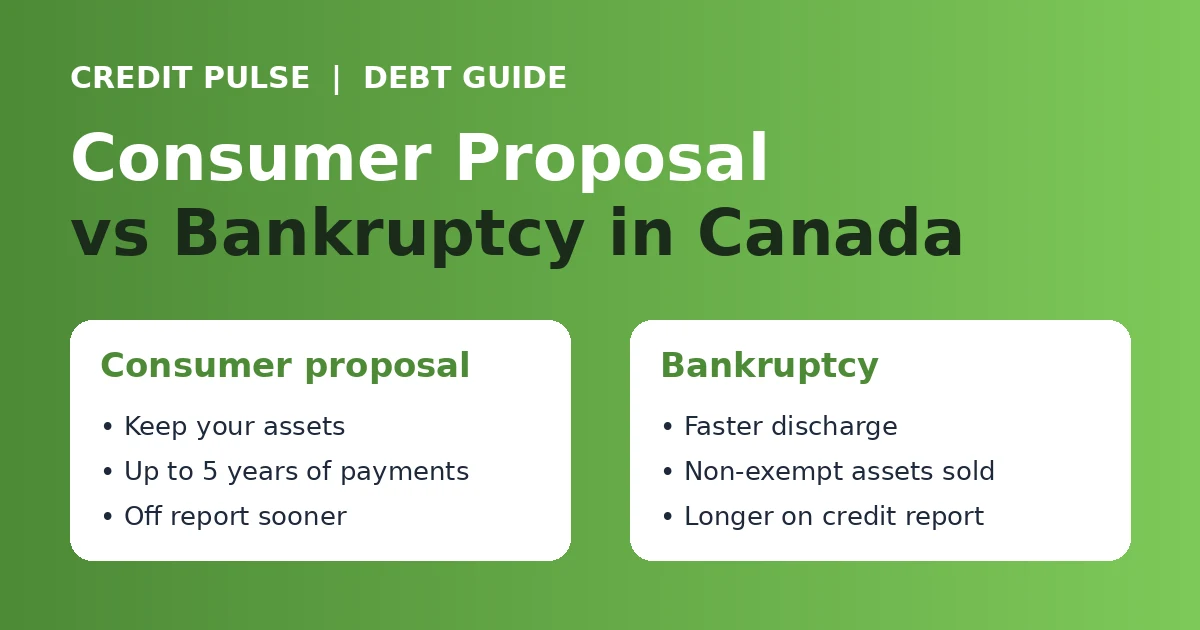 CREDIT PULSE | DEBT GUIDE
Consumer Proposal
vs Bankruptcy in Canada
Consumer proposal
• Keep your assets
• Up to 5 years of payments
• Off report sooner
Bankruptcy
• Faster discharge
• Non-exempt assets sold
• Longer on credit report